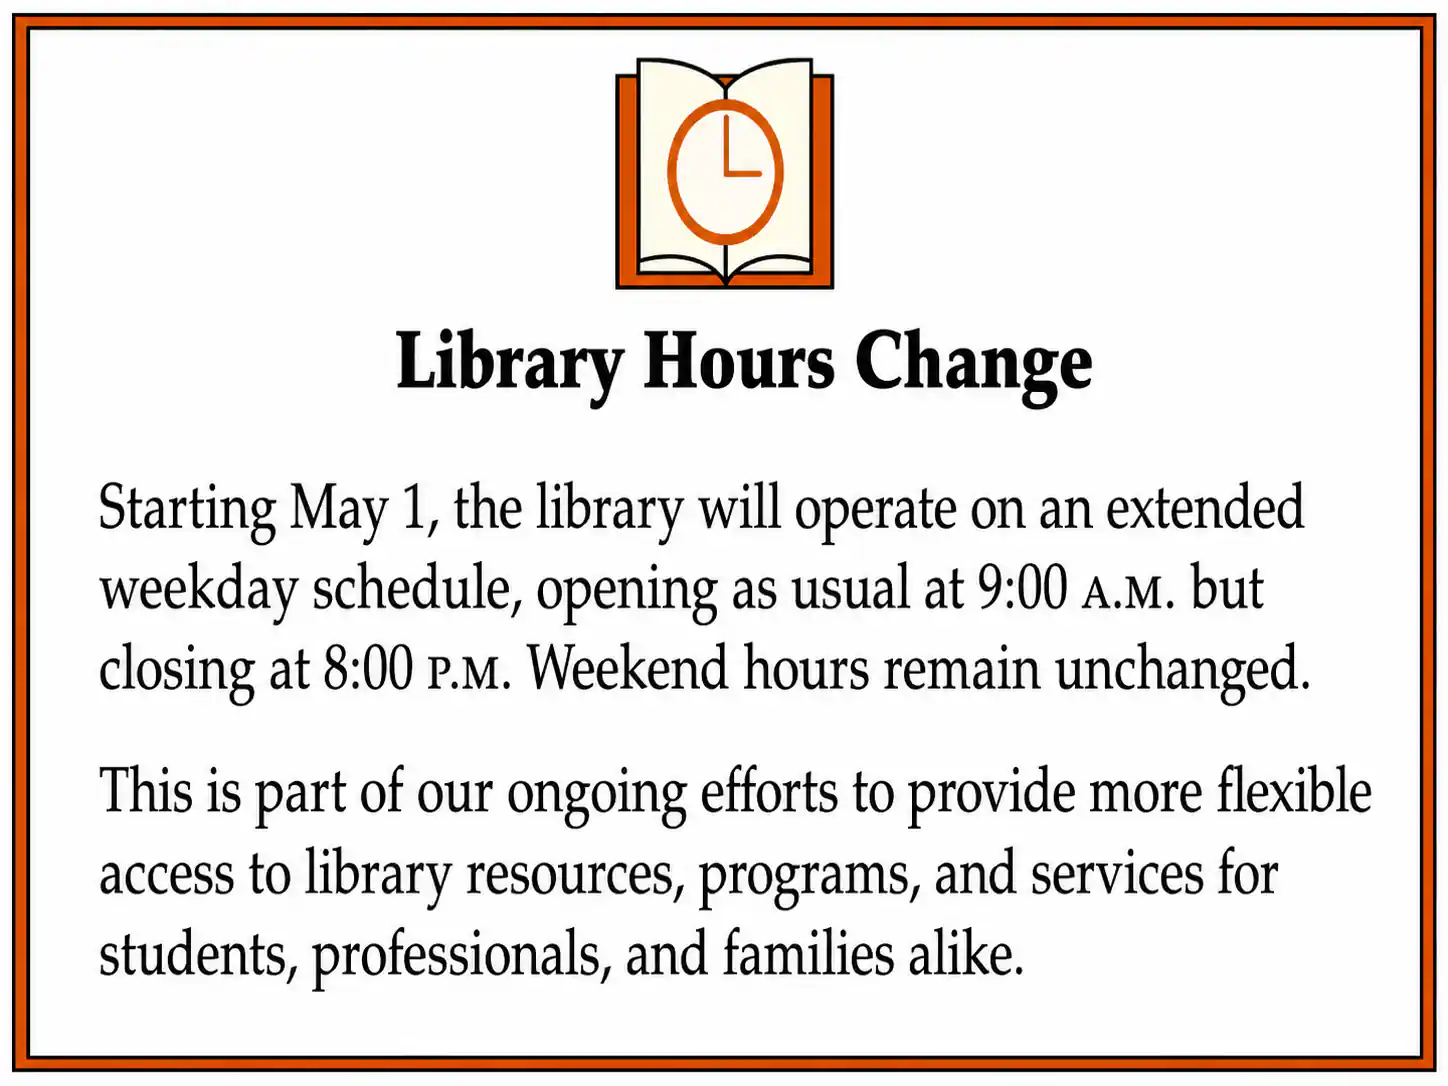 Library Hours Change
Starting May 1, the library will operate on an extended
weekday schedule, opening as usual at 9:00 A.M. but
closing at 8:00 P.M. Weekend hours remain unchanged.
This is part of our ongoing efforts to provide more flexible
access to library resources, programs, and services for
students, professionals, and families alike.